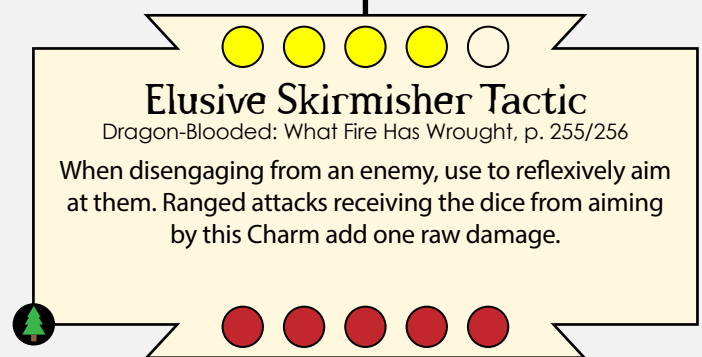 Elusive Skirmisher Tactic
Dragon-Blooded: What Fire Has Wrought, p. 255/256
When disengaging from an enemy, use to reflexively aim
at them. Ranged attacks receiving the dice from aiming
by this Charm add one raw damage.